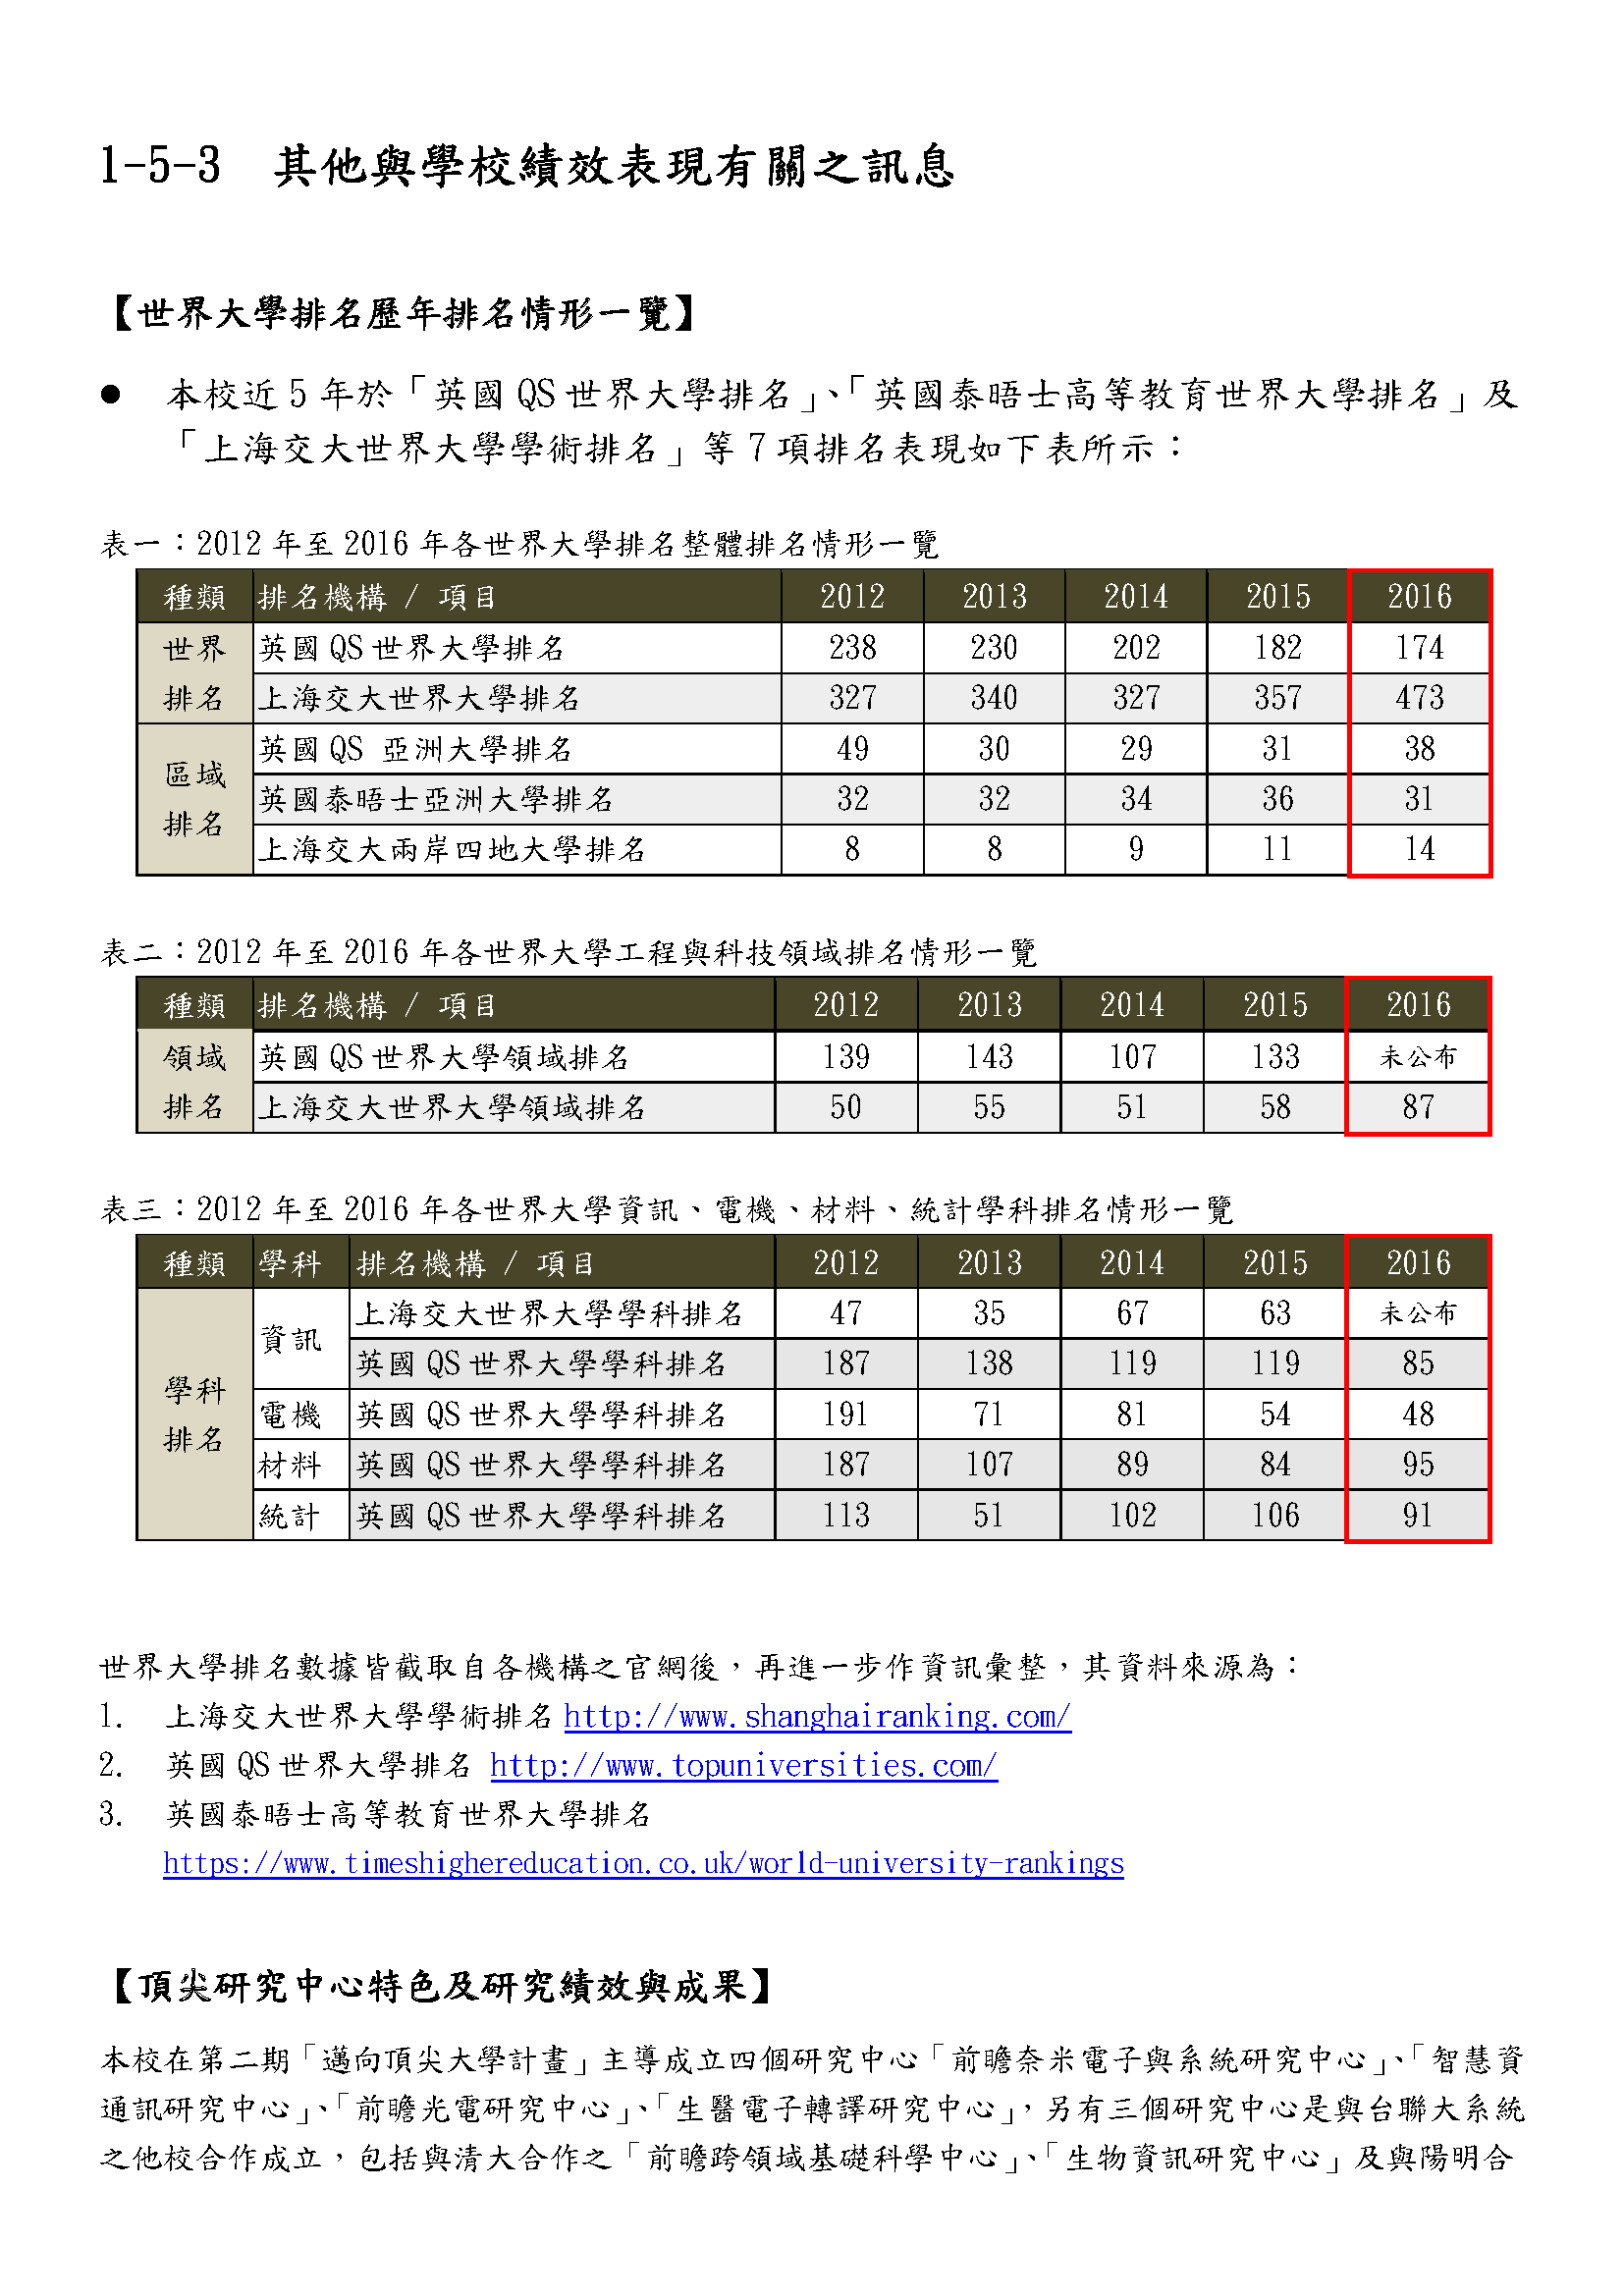 1-5-3　其他與學校績效表現有關之訊息
【世界大學排名歷年排名情形一覽】
● 本校近 5 年於「英國 QS 世界大學排名」、「英國泰晤士高等教育世界大學排名」及
「上海交大世界大學學術排名」等 7 項排名表現如下表所示：
表一：2012 年至 2016 年各世界大學排名整體排名情形一覽
種類 排名機構 / 項目 2012 2013 2014 2015 2016
世界排名 英國 QS 世界大學排名 238 230 202 182 174
上海交大世界大學排名 327 340 327 357 473
區域排名 英國 QS 亞洲大學排名 49 30 29 31 38
英國泰晤士亞洲大學排名 32 32 34 36 31
上海交大兩岸四地大學排名 8 8 9 11 14
表二：2012 年至 2016 年各世界大學工程與科技領域排名情形一覽
種類 排名機構 / 項目 2012 2013 2014 2015 2016
領域排名 英國 QS 世界大學領域排名 139 143 107 133 未公布
上海交大世界大學領域排名 50 55 51 58 87
表三：2012 年至 2016 年各世界大學資訊、電機、材料、統計學科排名情形一覽
種類 學科 排名機構 / 項目 2012 2013 2014 2015 2016
學科排名 資訊 上海交大世界大學學科排名 47 35 67 63 未公布
英國 QS 世界大學學科排名 187 138 119 119 85
電機 英國 QS 世界大學學科排名 191 71 81 54 48
材料 英國 QS 世界大學學科排名 187 107 89 84 95
統計 英國 QS 世界大學學科排名 113 51 102 106 91
世界大學排名數據皆截取自各機構之官網後，再進一步作資訊彙整，其資料來源為：
1. 上海交大世界大學學術排名 http://www.shanghairanking.com/
2. 英國 QS 世界大學排名 http://www.topuniversities.com/
3. 英國泰晤士高等教育世界大學排名
https://www.timeshighereducation.co.uk/world-university-rankings
【頂尖研究中心特色及研究績效與成果】
本校在第二期「邁向頂尖大學計畫」主導成立四個研究中心「前瞻奈米電子與系統研究中心」、「智慧資
通訊研究中心」、「前瞻光電研究中心」、「生醫電子轉譯研究中心」，另有三個研究中心是與台聯大系統
之他校合作成立，包括與清大合作之「前瞻跨領域基礎科學中心」、「生物資訊研究中心」及與陽明合